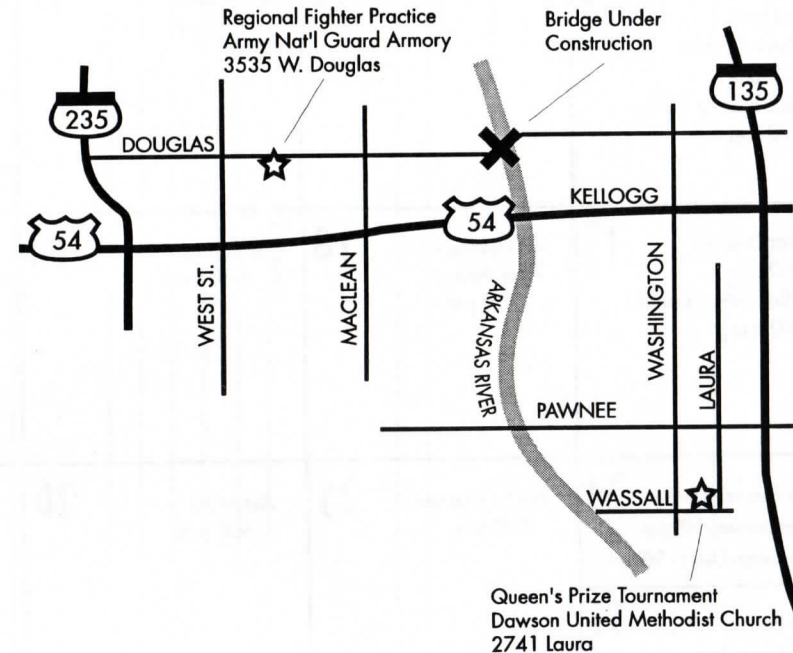 Regional Fighter Practice
Army Nat'l Guard Armory
3535 W. Douglas
Bridge Under
Construction
235
135
DOUGLAS
KELLOGG
54
54
WEST ST.
MACLEAN
ARKANSAS RIVER
WASHINGTON
LAURA
PAWNEE
WASSALL
Queen's Prize Tournament
Dawson United Methodist Church
2741 Laura